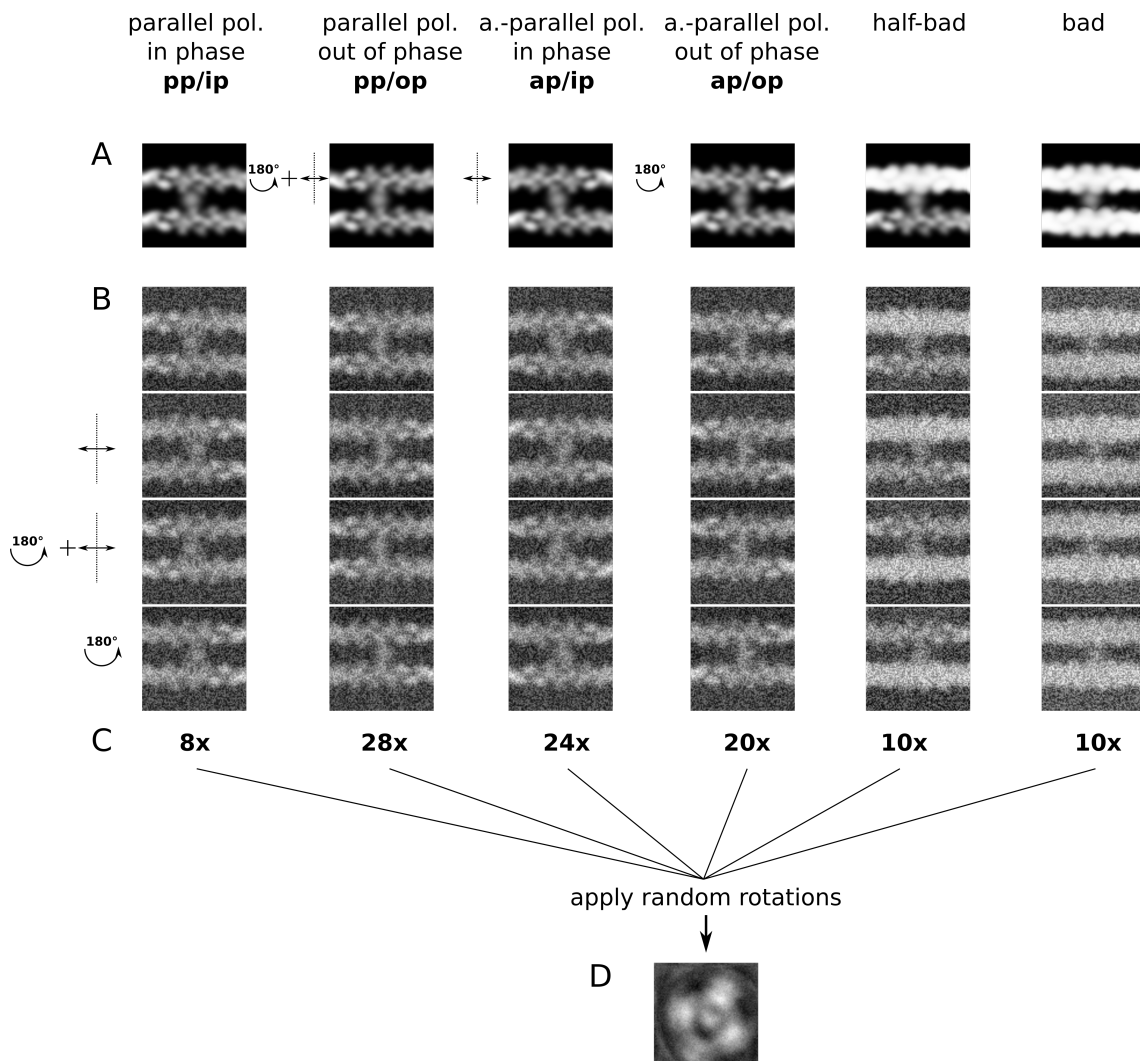 parallel pol.
in phase
pp/ip
parallel pol.
out of phase
pp/op
a.-parallel pol.
in phase
ap/ip
a.-parallel pol.
out of phase
ap/op
half-bad
bad
A
180°
+
180°
B
180°
+
180°
C
8x
28x
24x
20x
10x
10x
apply random rotations
D